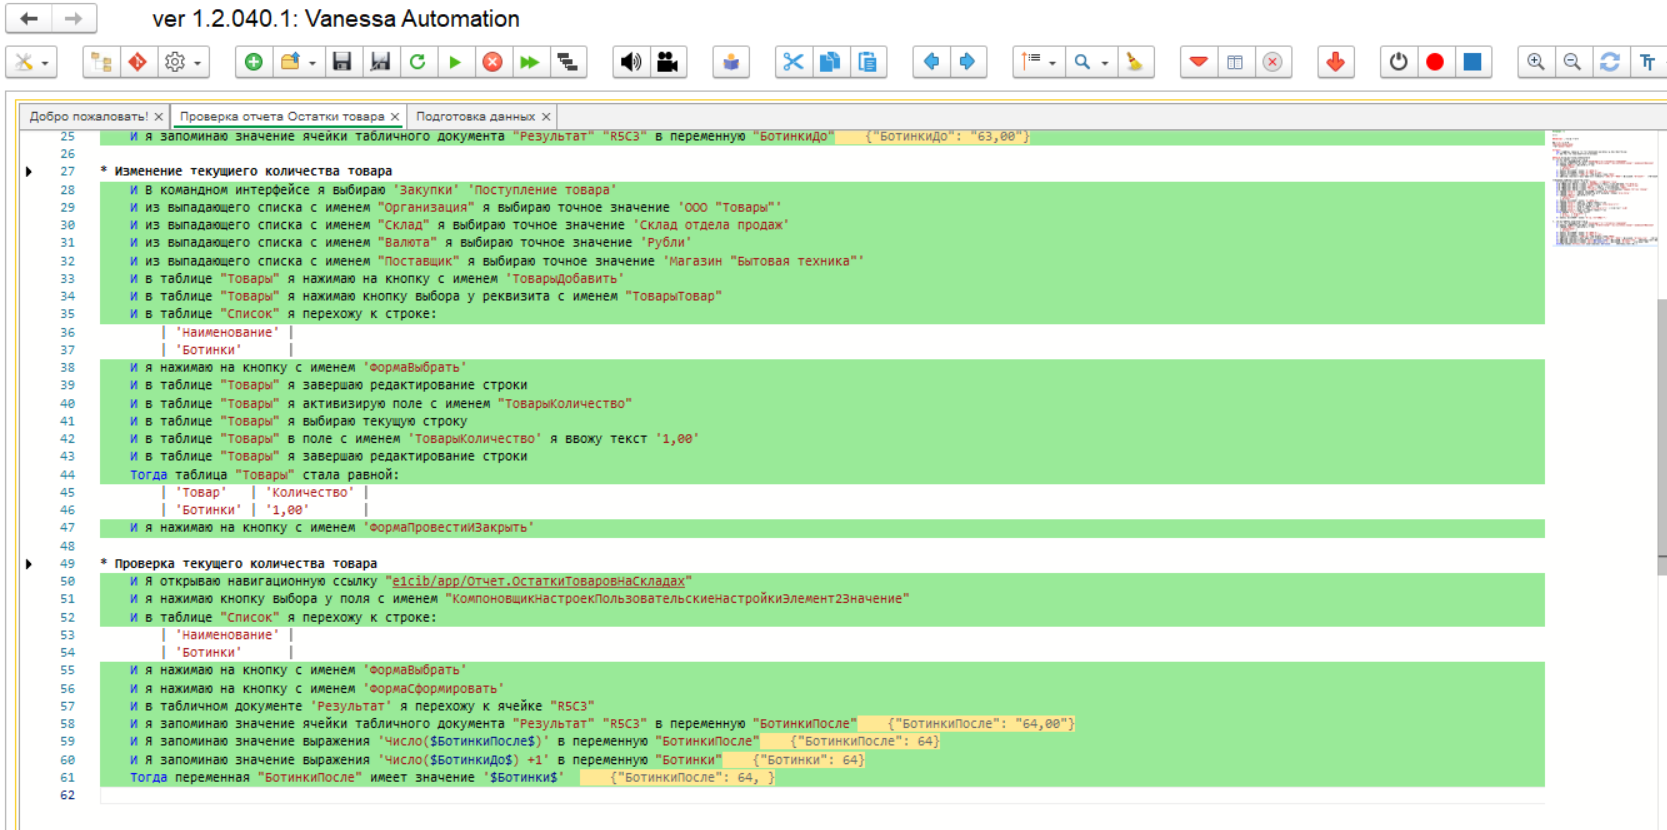 ver 1.2.040.1: Vanessa Automation
Добро пожаловать! × Проверка отчета Остатки товара × Подготовка данных ×
25 И я запоминаю значение ячейки табличного документа "Результат" "R5C3" в переменную "БотинкиДо" {"БотинкиДо": "63,00"}
26
27 * Изменение текущиего количества товара
28 И В командном интерфейсе я выбираю 'Закупки' 'Поступление товара'
29 И из выпадающего списка с именем "Организация" я выбираю точное значение 'ООО "Товары"'
30 И из выпадающего списка с именем "Склад" я выбираю точное значение 'Склад отдела продаж'
31 И из выпадающего списка с именем "Валюта" я выбираю точное значение 'Рубли'
32 И из выпадающего списка с именем "Поставщик" я выбираю точное значение 'Магазин "Бытовая техника"'
33 И в таблице "Товары" я нажимаю на кнопку с именем 'ТоварыДобавить'
34 И в таблице "Товары" я нажимаю кнопку выбора у реквизита с именем "ТоварыТовар"
35 И в таблице "Список" я перехожу к строке:
36 | 'Наименование' |
37 | 'Ботинки' |
38 И я нажимаю на кнопку с именем 'ФормаВыбрать'
39 И в таблице "Товары" я завершаю редактирование строки
40 И в таблице "Товары" я активизирую поле с именем "ТоварыКоличество"
41 И в таблице "Товары" я выбираю текущую строку
42 И в таблице "Товары" в поле с именем 'ТоварыКоличество' я ввожу текст '1,00'
43 И в таблице "Товары" я завершаю редактирование строки
44 Тогда таблица "Товары" стала равной:
45 | 'Товар' | 'Количество' |
46 | 'Ботинки' | '1,00' |
47 И я нажимаю на кнопку с именем 'ФормаПровестиИЗакрыть'
48
49 * Проверка текущего количества товара
50 И Я открываю навигационную ссылку "e1cib/app/Отчет.ОстаткиТоваровНаСкладах"
51 И я нажимаю кнопку выбора у поля с именем "КомпоновщикНастроекПользовательскиеНастройкиЭлемент2Значение"
52 И в таблице "Список" я перехожу к строке:
53 | 'Наименование' |
54 | 'Ботинки' |
55 И я нажимаю на кнопку с именем 'ФормаВыбрать'
56 И я нажимаю на кнопку с именем 'ФормаСформировать'
57 И в табличном документе 'Результат' я перехожу к ячейке "R5C3"
58 И я запоминаю значение ячейки табличного документа "Результат" "R5C3" в переменную "БотинкиПосле" {"БотинкиПосле": "64,00"}
59 И Я запоминаю значение выражения 'Число($БотинкиПосле$)' в переменную "БотинкиПосле" {"БотинкиПосле": 64}
60 И Я запоминаю значение выражения 'Число($БотинкиДо$) +1' в переменную "Ботинки" {"Ботинки": 64}
61 Тогда переменная "БотинкиПосле" имеет значение '$Ботинки$' {"БотинкиПосле": 64, }
62